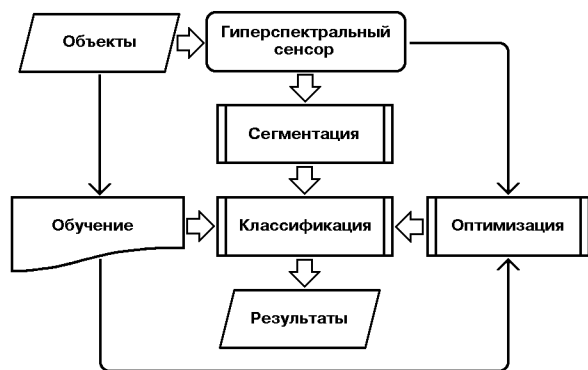 Объекты
Гиперспектральный
сенсор
Сегментация
Обучение
Классификация
Оптимизация
Результаты